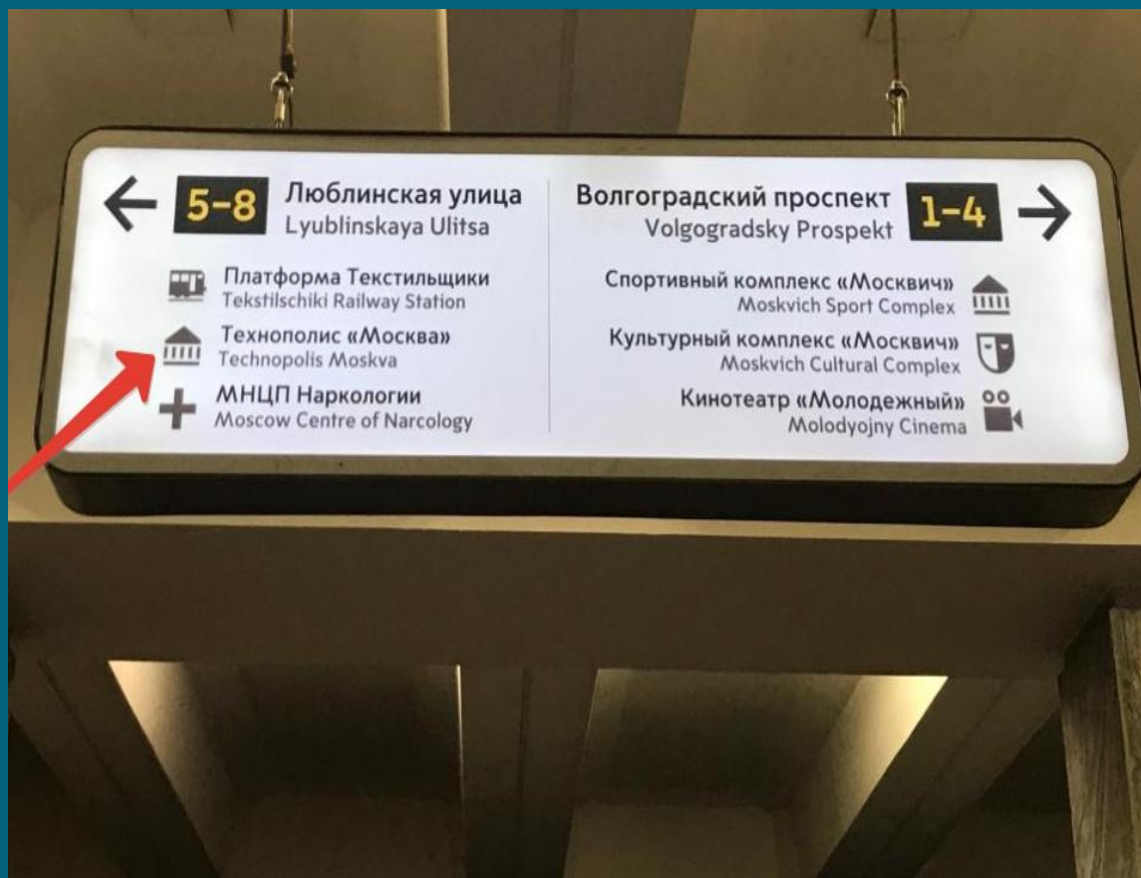 5-8
Люблинская улица
Lyublinskaya Ulitsa
Платформа Текстильщики
Tekstilschiki Railway Station
Технополис «Москва»
Technopolis Moskva
МНЦП Наркологии
Moscow Centre of Narcology
Волгоградский проспект
Volgogradsky Prospekt
1-4
Спортивный комплекс «Москвич»
Moskvich Sport Complex
Культурный комплекс «Москвич»
Moskvich Cultural Complex
Кинотеатр «Молодежный»
Molodyojny Cinema